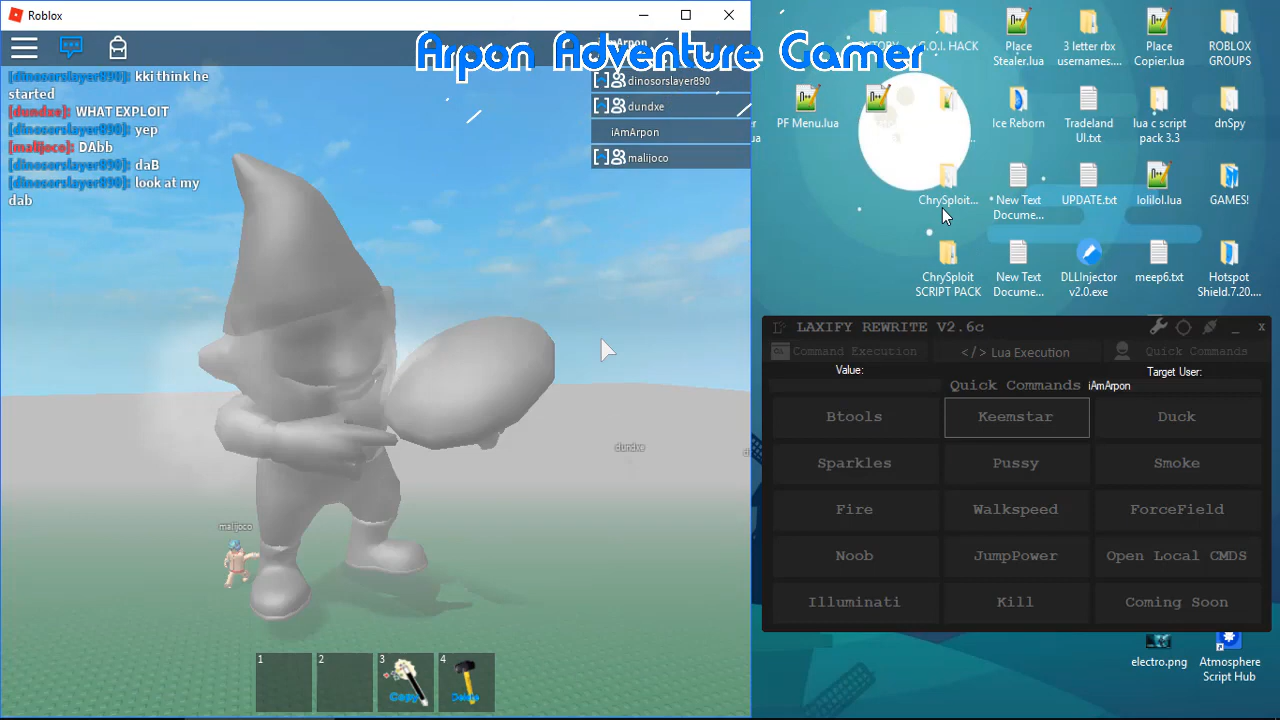 Roblox
Arpon Adventure Gamer
[dinosorslayer890]: kki think he
started
[dundxe]: WHAT EXPLOIT
[dinosorslayer890]: yep
[malijoco]: DAbb
[dinosorslayer890]: daB
[dinosorslayer890]: look at my
dab
iAmArpon
dinosorslayer890
dundxe
iAmArpon
malijoco
dundxe
malijoco
1
2
3
4
Copy
Delete
G.O.I. HACK
Place
Stealer.lua
3 letter rbx
usernames....
Place
Copier.lua
ROBLOX
GROUPS
PF Menu.lua
Ice Reborn
Tradeland
UI.txt
lua c script
pack 3.3
dnSpy
ChrySploit...
New Text
Docume...
UPDATE.txt
lolilol.lua
GAMES!
ChrySploit
SCRIPT PACK
New Text
Docume...
DLLInjector
v2.0.exe
meep6.txt
Hotspot
Shield.7.20....
LAXIFY REWRITE V2.6c
Command Execution
</> Lua Execution
Quick Commands
Value:
Target User:
Quick Commands
iAmArpon
Btools
Keemstar
Duck
Sparkles
Pussy
Smoke
Fire
Walkspeed
ForceField
Noob
JumpPower
Open Local CMDS
Illuminati
Kill
Coming Soon
electro.png
Atmosphere
Script Hub